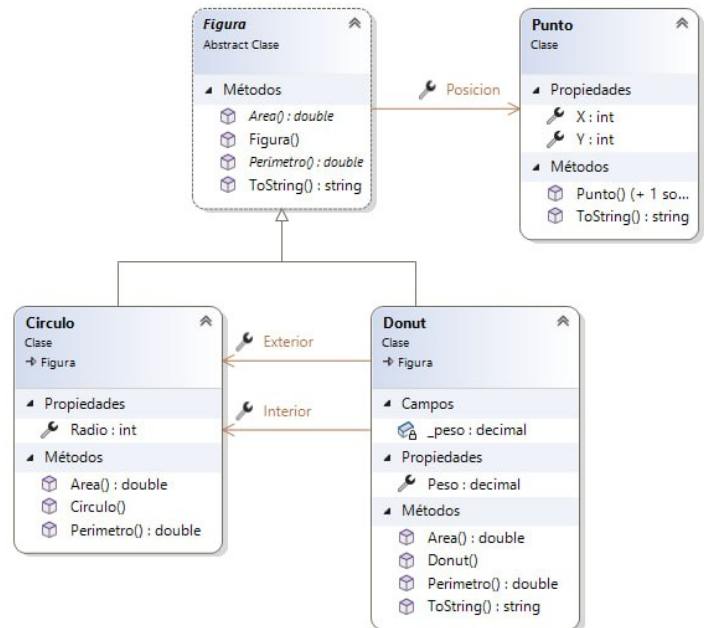 Figura
Abstract Clase
Métodos
Area() : double
Figura()
Perimetro() : double
ToString() : string
Posicion
Punto
Clase
Propiedades
X : int
Y : int
Métodos
Punto() (+ 1 so...
ToString() : string
Circulo
Clase
Figura
Propiedades
Radio : int
Métodos
Area() : double
Circulo()
Perimetro() : double
Exterior
Interior
Donut
Clase
Figura
Campos
_peso : decimal
Propiedades
Peso : decimal
Métodos
Area() : double
Donut()
Perimetro() : double
ToString() : string